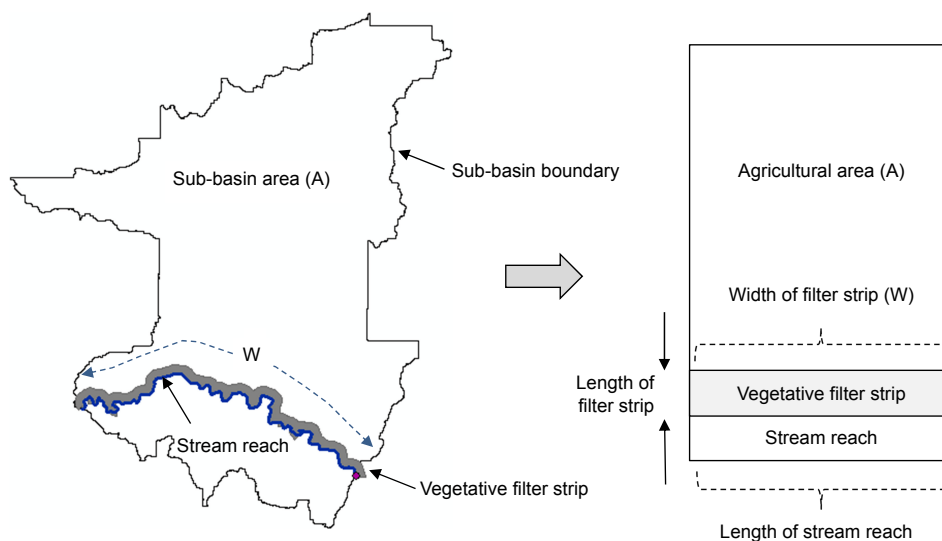 Sub-basin area (A)
Sub-basin boundary
W
Stream reach
Vegetative filter strip
Agricultural area (A)
Width of filter strip (W)
Length of
filter strip
Vegetative filter strip
Stream reach
Length of stream reach